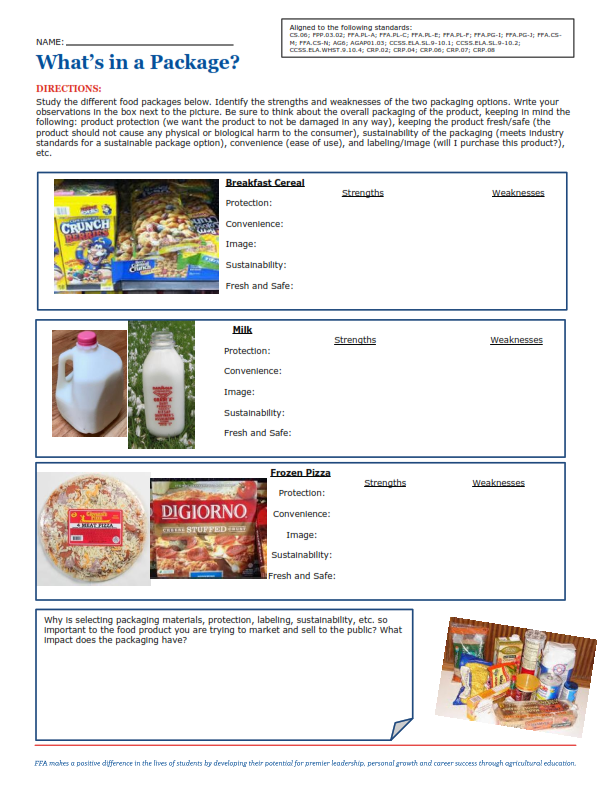 Aligned to the following standards:
CS.06; FPP.03.02; FFA.PL-A; FFA.PL-C; FFA.PL-E; FFA.PL-F; FFA.PG-I; FFA.PG-J; FFA.CS-
M; FFA.CS-N; AG6; AGAP01.03; CCSS.ELA.SL.9-10.1; CCSS.ELA.SL.9-10.2;
CCSS.ELA.WHST.9.10.4; CRP.02; CRP.04; CRP.06; CRP.07; CRP.08
NAME:
What's in a Package?
DIRECTIONS:
Study the different food packages below. Identify the strengths and weaknesses of the two packaging options. Write your
observations in the box next to the picture. Be sure to think about the overall packaging of the product, keeping in mind the
following: product protection (we want the product to not be damaged in any way), keeping the product fresh/safe (the
product should not cause any physical or biological harm to the consumer), sustainability of the packaging (meets industry
standards for a sustainable package option), convenience (ease of use), and labeling/image (will I purchase this product?),
etc.
Breakfast Cereal
Strengths Weaknesses
Protection:
Convenience:
Image:
Sustainability:
Fresh and Safe:
CRUNCH
BERRIES
Milk
Strengths Weaknesses
Protection:
Convenience:
Image:
Sustainability:
Fresh and Safe:
Frozen Pizza
Strengths Weaknesses
Protection:
Convenience:
Image:
Sustainability:
Fresh and Safe:
4 MEAT PIZZA
DIGIORNO
CHEESE STUFFED CRUST
Why is selecting packaging materials, protection, labeling, sustainability, etc. so
important to the food product you are trying to market and sell to the public? What
impact does the packaging have?
FFA makes a positive difference in the lives of students by developing their potential for premier leadership, personal growth and career success through agricultural education.